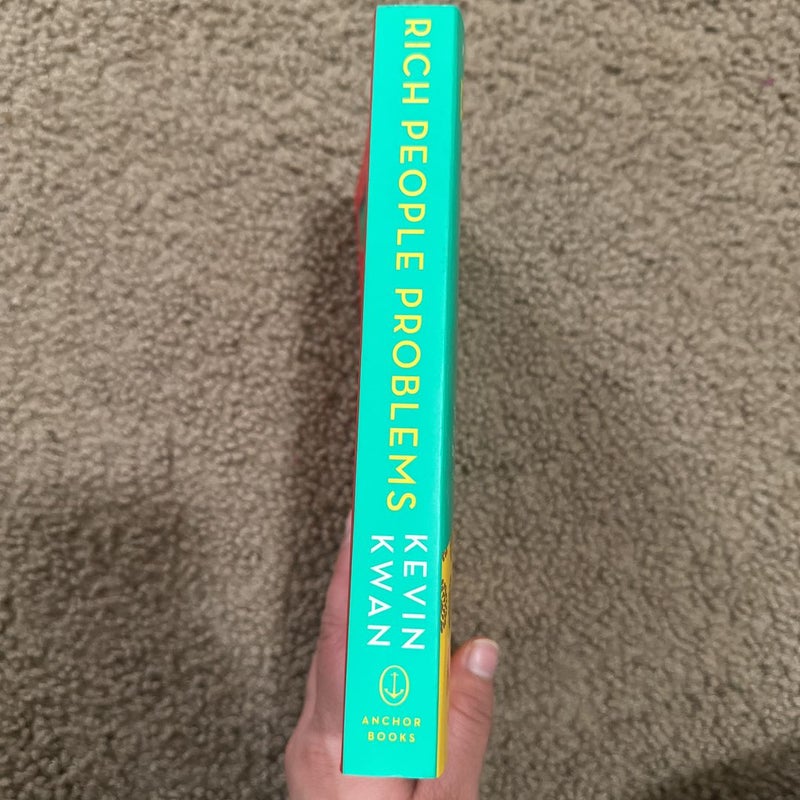 RICH PEOPLE PROBLEMS
KEVIN
KWAN
ANCHOR
BOOKS